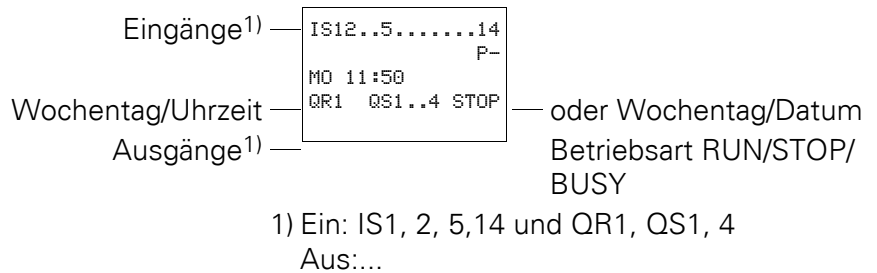 Eingänge1) IS12..5.......14
P-
MO 11:50
Wochentag/Uhrzeit QR1 QS1..4 STOP oder Wochentag/Datum
Ausgänge1) Betriebsart RUN/STOP/
BUSY
1) Ein: IS1, 2, 5,14 und QR1, QS1, 4
Aus:...